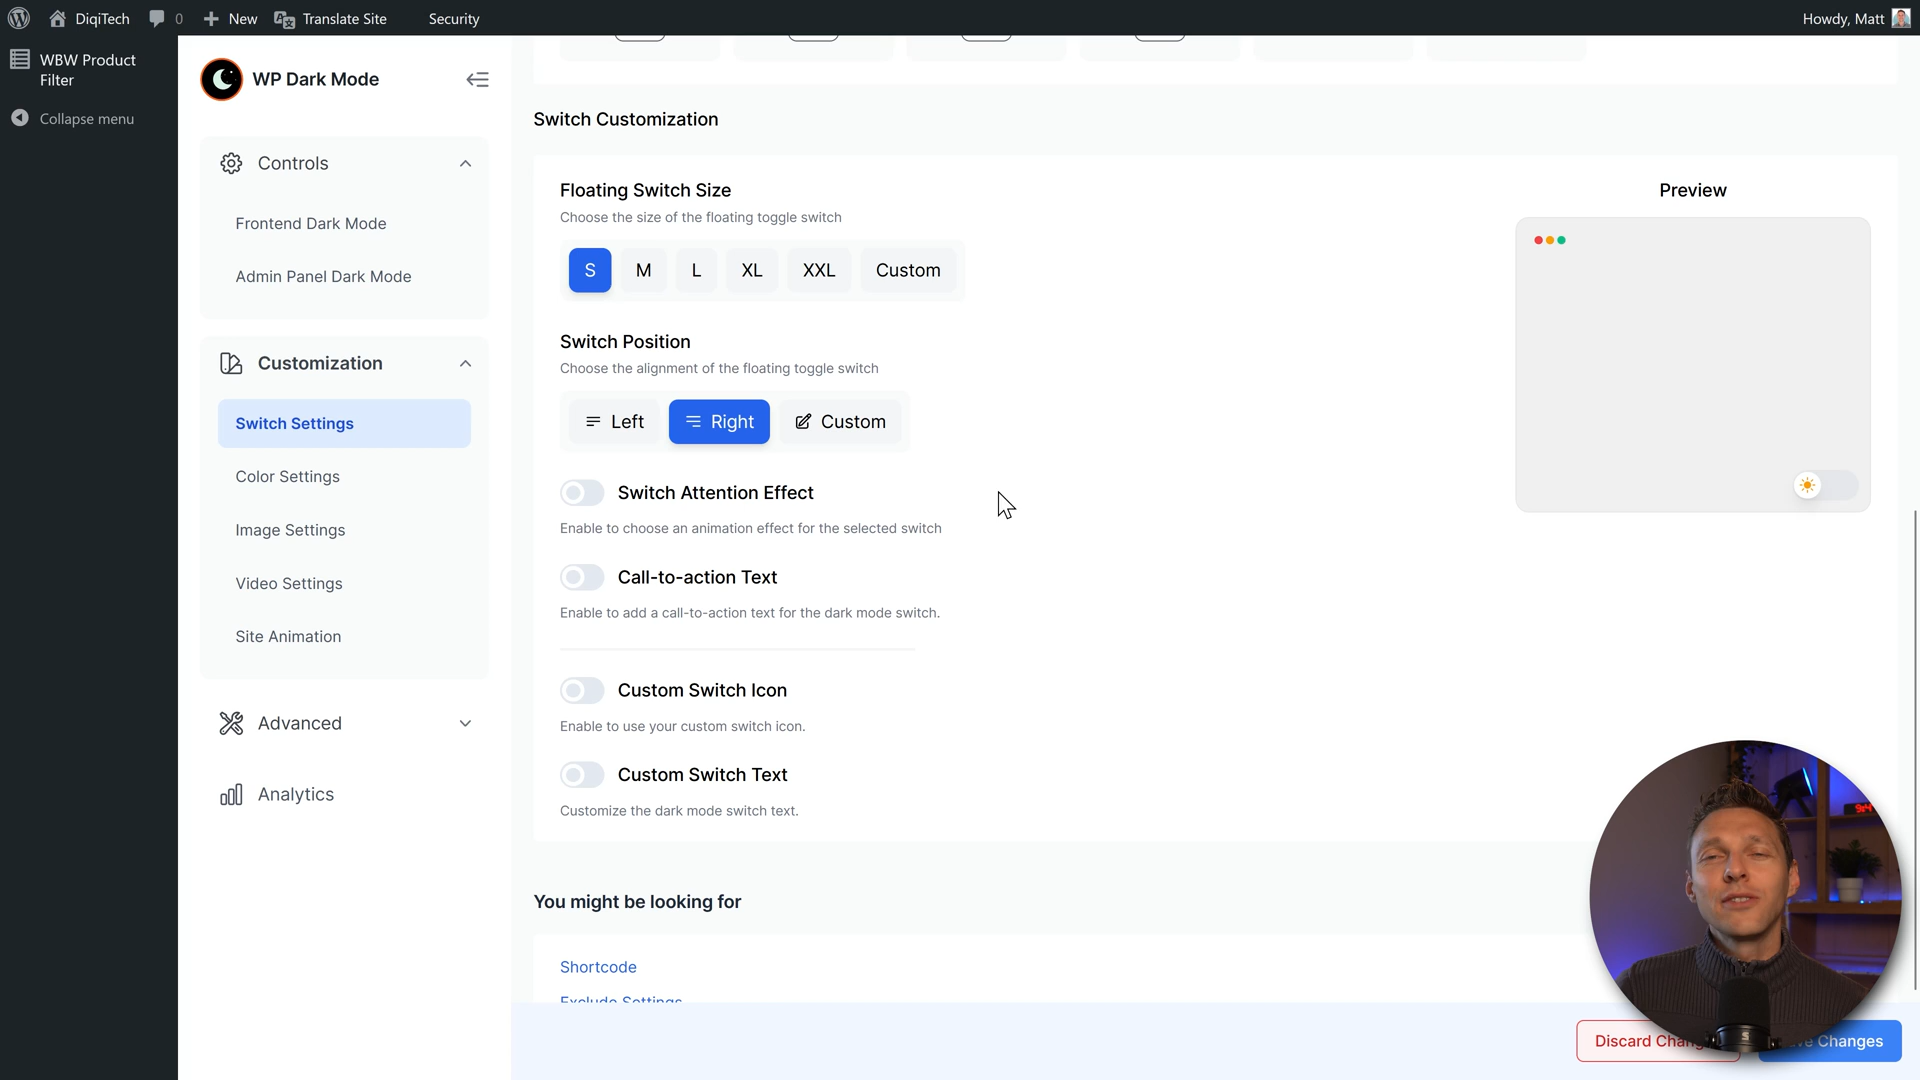 DiqiTech
0
New
Translate Site
Security
Howdy, Matt
WBW Product
Filter
Collapse menu
WP Dark Mode
Controls
Frontend Dark Mode
Admin Panel Dark Mode
Customization
Switch Settings
Color Settings
Image Settings
Video Settings
Site Animation
Advanced
Analytics
Switch Customization
Floating Switch Size
Choose the size of the floating toggle switch
S M L XL XXL Custom
Switch Position
Choose the alignment of the floating toggle switch
Left Right Custom
Switch Attention Effect
Enable to choose an animation effect for the selected switch
Call-to-action Text
Enable to add a call-to-action text for the dark mode switch.
Custom Switch Icon
Enable to use your custom switch icon.
Custom Switch Text
Customize the dark mode switch text.
Preview
You might be looking for
Shortcode
Exclude Settings
Discard
Changes